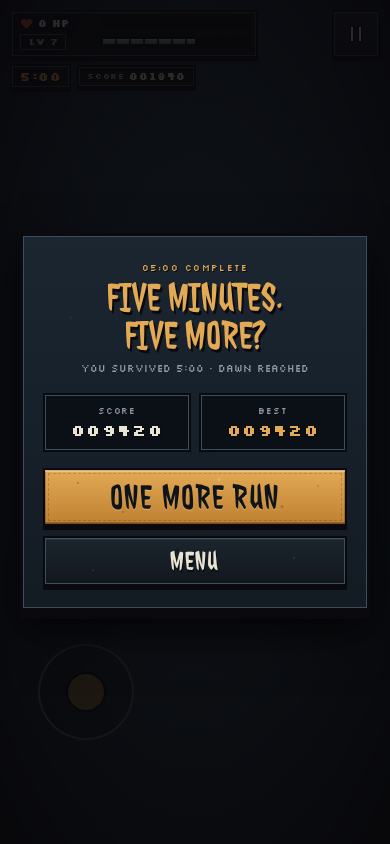 0 HP
LV 7
5:00
SCORE 001840
05:00 COMPLETE
FIVE MINUTES.
FIVE MORE?
YOU SURVIVED 5:00 · DAWN REACHED
SCORE
009420
BEST
009420
ONE MORE RUN
MENU